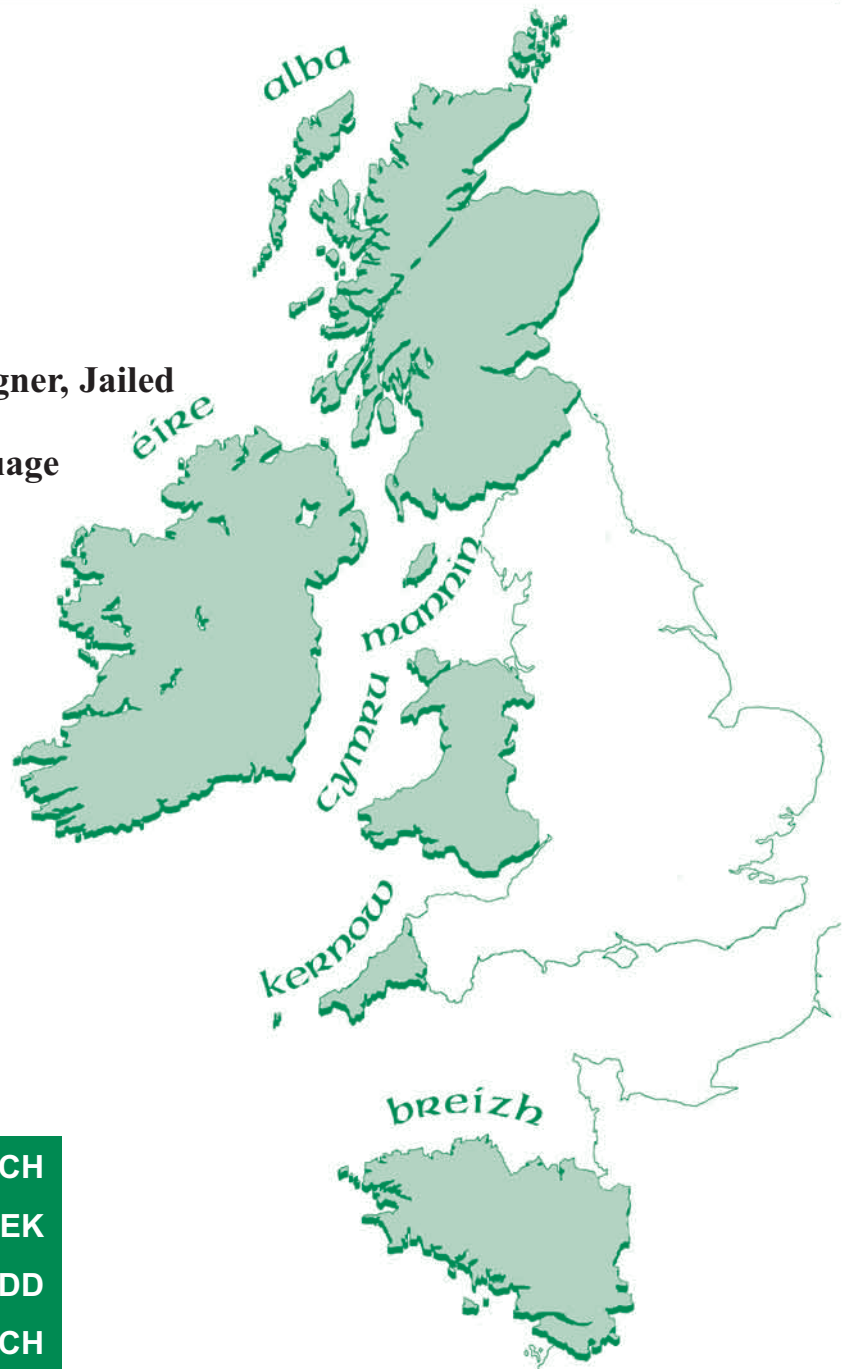 alba
gner, Jailed
éire
uage
mannin
cymru
kernow
breizh
CH
EK
DD
CH